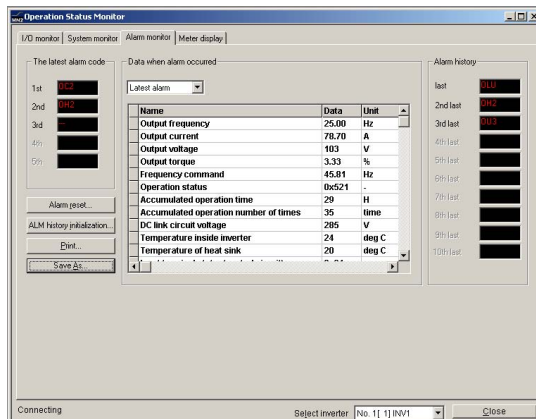 Operation Status Monitor
I/O monitor System monitor Alarm monitor Meter display
The latest alarm code
1st OC2
2nd OH2
3rd ---
4th
5th
Alarm reset...
ALM history initialization...
Print...
Save As...
Data when alarm occurred
Latest alarm
Name Data Unit
Output frequency 25.00 Hz
Output current 78.70 A
Output voltage 103 V
Output torque 3.33 %
Frequency command 45.81 Hz
Operation status 0x521 -
Accumulated operation time 29 H
Accumulated operation number of times 35 time
DC link circuit voltage 285 V
Temperature inside inverter 24 deg C
Temperature of heat sink 20 deg C
Alarm history
last OLU
2nd last OH2
3rd last OU3
4th last
5th last
6th last
7th last
8th last
9th last
10th last
Connecting
Select inverter No. 1[ 1] INV1
Close